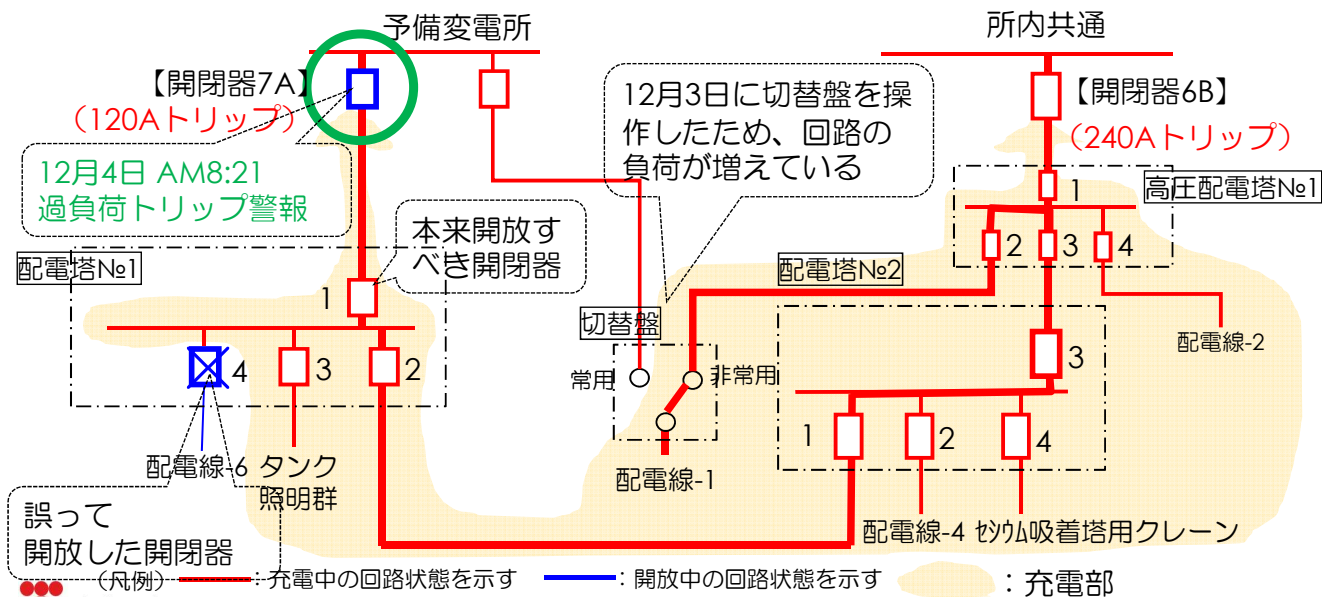 予備変電所
所内共通
【開閉器7A】
(120Aトリップ)
12月4日 AM8:21
過負荷トリップ警報
12月3日に切替盤を操
作したため、回路の
負荷が増えている
【開閉器6B】
(240Aトリップ)
高圧配電塔№1
1
2
3
4
配電線-2
本来開放す
べき開閉器
配電塔№1
1
4
3
2
配電線-6
タンク
照明群
誤って
開放した開閉器
切替盤
常用
非常用
配電線-1
配電塔№2
3
1
2
4
配電線-4
ｾｼｳﾑ吸着塔用クレーン
(凡例)
:充電中の回路状態を示す
:開放中の回路状態を示す
:充電部